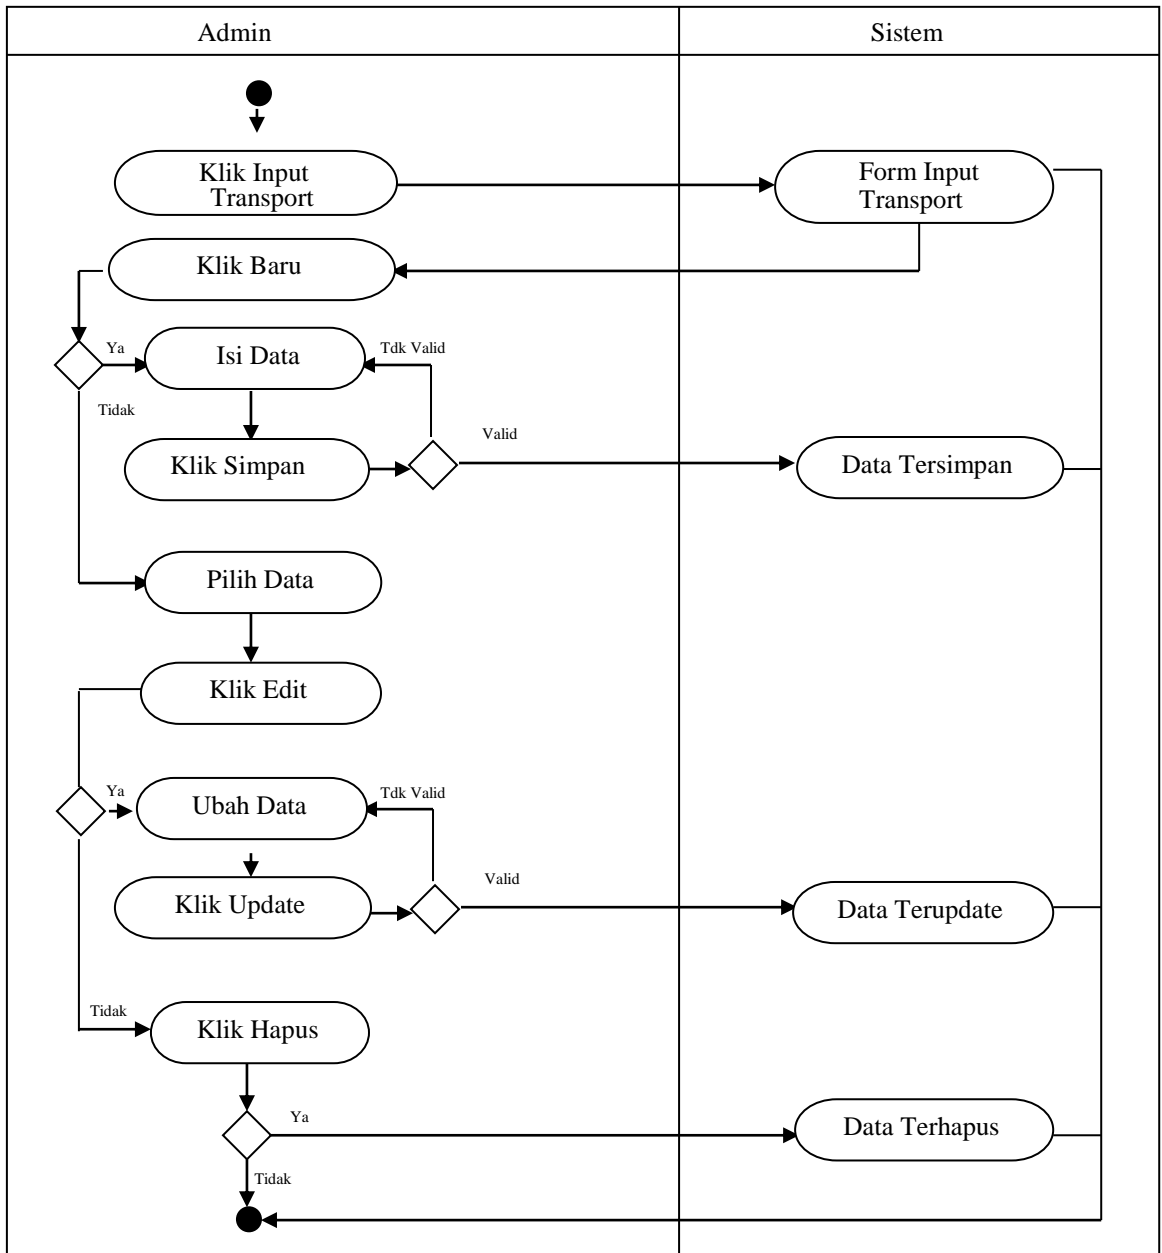 Admin
Sistem
Klik Input
Transport
Form Input
Transport
Klik Baru
Ya
Isi Data
Tdk Valid
Tidak
Valid
Klik Simpan
Data Tersimpan
Pilih Data
Klik Edit
Ya
Ubah Data
Tdk Valid
Valid
Klik Update
Data Terupdate
Tidak
Klik Hapus
Ya
Data Terhapus
Tidak